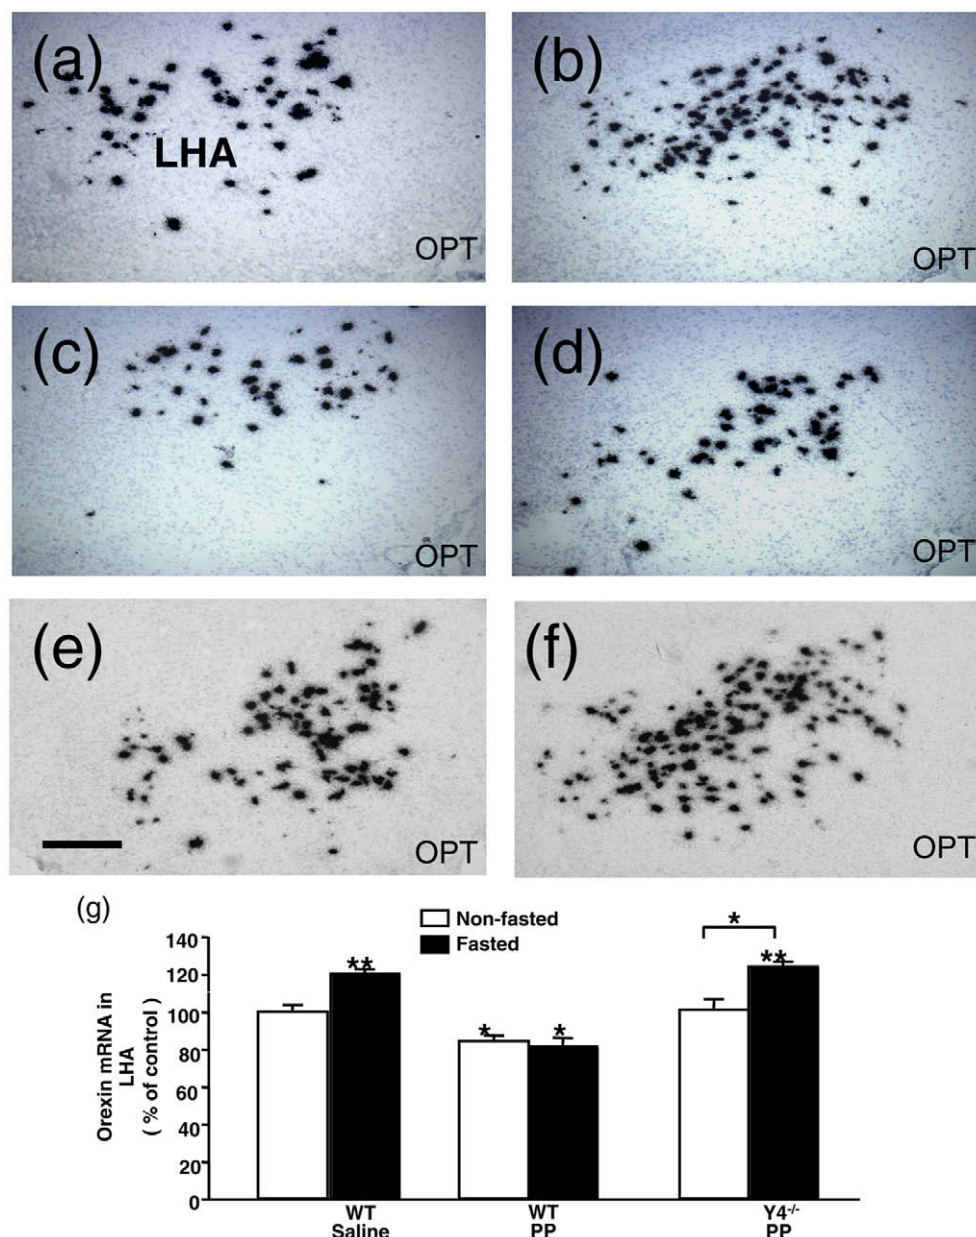 (a)
LHA
OPT
(b)
OPT
(c)
OPT
(d)
OPT
(e)
OPT
(f)
OPT
(g)
Non-fasted
Fasted
*
140
120
100
80
60
40
20
0
**
*
*
**
Orexin mRNA in
LHA
( % of control )
WT
Saline
WT
PP
Y4-/-
PP